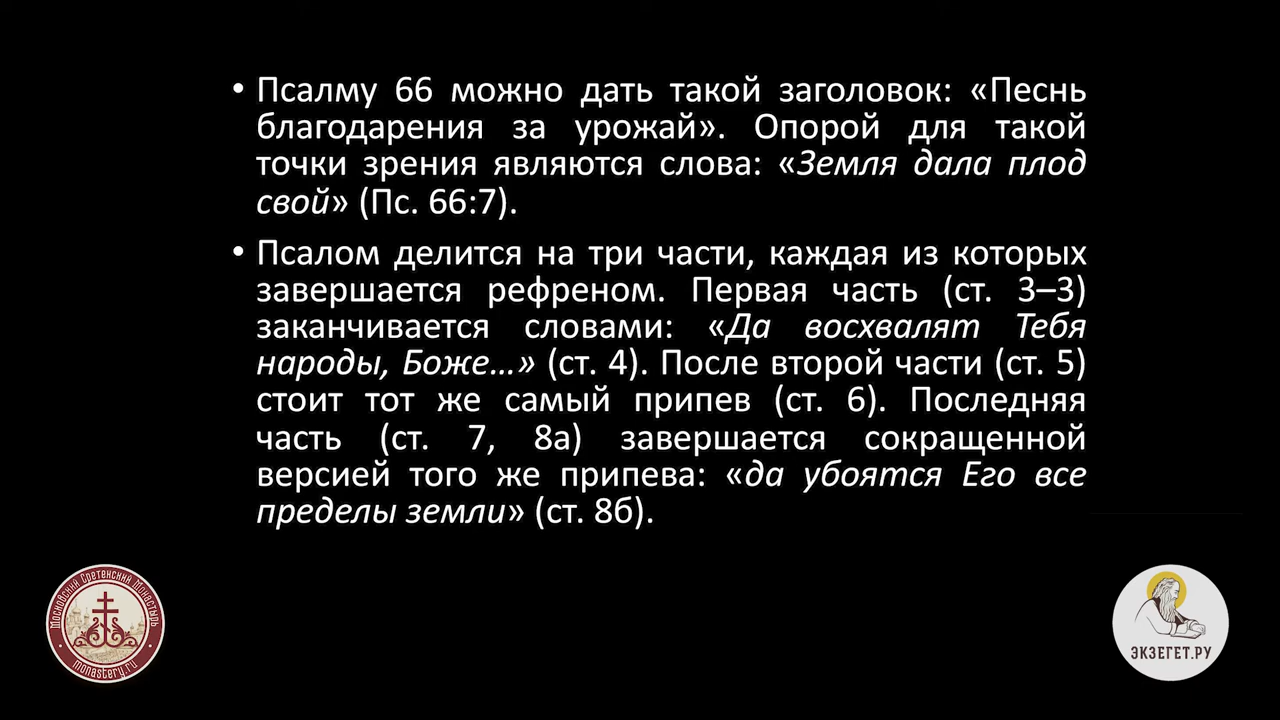 • Псалму 66 можно дать такой заголовок: «Песнь
благодарения за урожай». Опорой для такой
точки зрения являются слова: «Земля дала плод
свой» (Пс. 66:7).
• Псалом делится на три части, каждая из которых
завершается рефреном. Первая часть (ст. 3–3)
заканчивается словами: «Да восхвалят Тебя
народы, Боже…» (ст. 4). После второй части (ст. 5)
стоит тот же самый припев (ст. 6). Последняя
часть (ст. 7, 8а) завершается сокращенной
версией того же припева: «да убоятся Его все
пределы земли» (ст. 8б).
Московский Сретенский Монастырь
monastery.ru
ЭКЗЕГЕТ.РУ